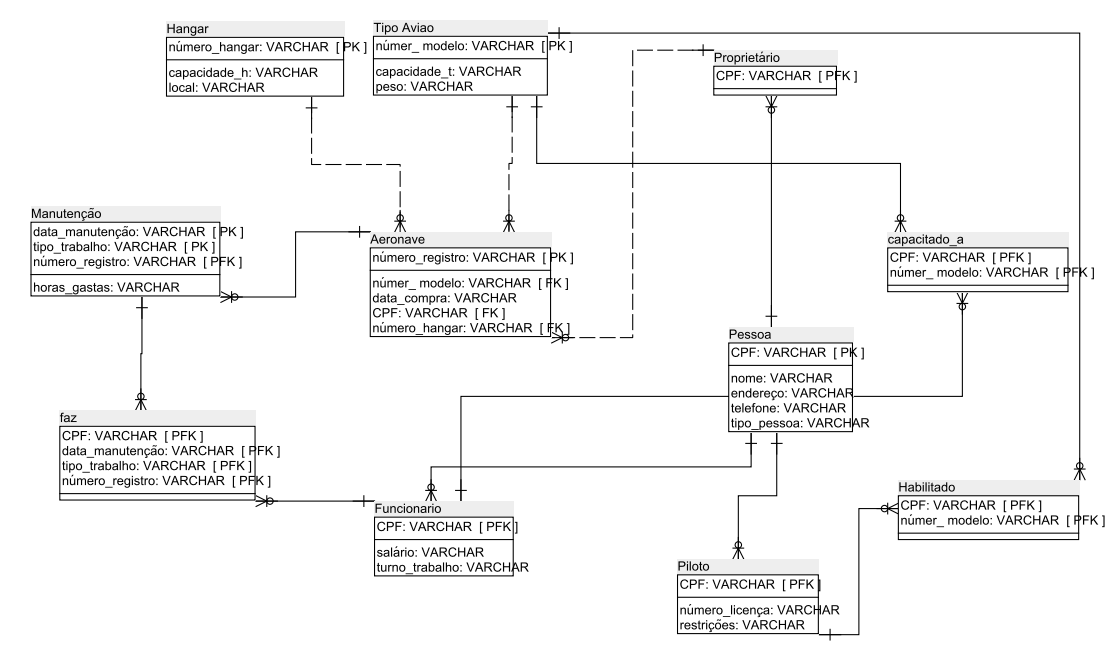 Hangar
número_hangar: VARCHAR [ PK ]
capacidade_h: VARCHAR
local: VARCHAR
Tipo Aviao
númer_ modelo: VARCHAR [ PK ]
capacidade_t: VARCHAR
peso: VARCHAR
Proprietário
CPF: VARCHAR [ PFK ]
Manutenção
data_manutenção: VARCHAR [ PK ]
tipo_trabalho: VARCHAR [ PK ]
número_registro: VARCHAR [ PFK ]
horas_gastas: VARCHAR
Aeronave
número_registro: VARCHAR [ PK ]
númer_ modelo: VARCHAR [ FK ]
data_compra: VARCHAR
CPF: VARCHAR [ FK ]
número_hangar: VARCHAR [ FK ]
capacitado_a
CPF: VARCHAR [ PFK ]
númer_ modelo: VARCHAR [ PFK ]
Pessoa
CPF: VARCHAR [ PK ]
nome: VARCHAR
endereço: VARCHAR
telefone: VARCHAR
tipo_pessoa: VARCHAR
faz
CPF: VARCHAR [ PFK ]
data_manutenção: VARCHAR [ PFK ]
tipo_trabalho: VARCHAR [ PFK ]
número_registro: VARCHAR [ PFK ]
Funcionario
CPF: VARCHAR [ PFK ]
salário: VARCHAR
turno_trabalho: VARCHAR
Habilitado
CPF: VARCHAR [ PFK ]
númer_ modelo: VARCHAR [ PFK ]
Piloto
CPF: VARCHAR [ PFK ]
número_licença: VARCHAR
restrições: VARCHAR